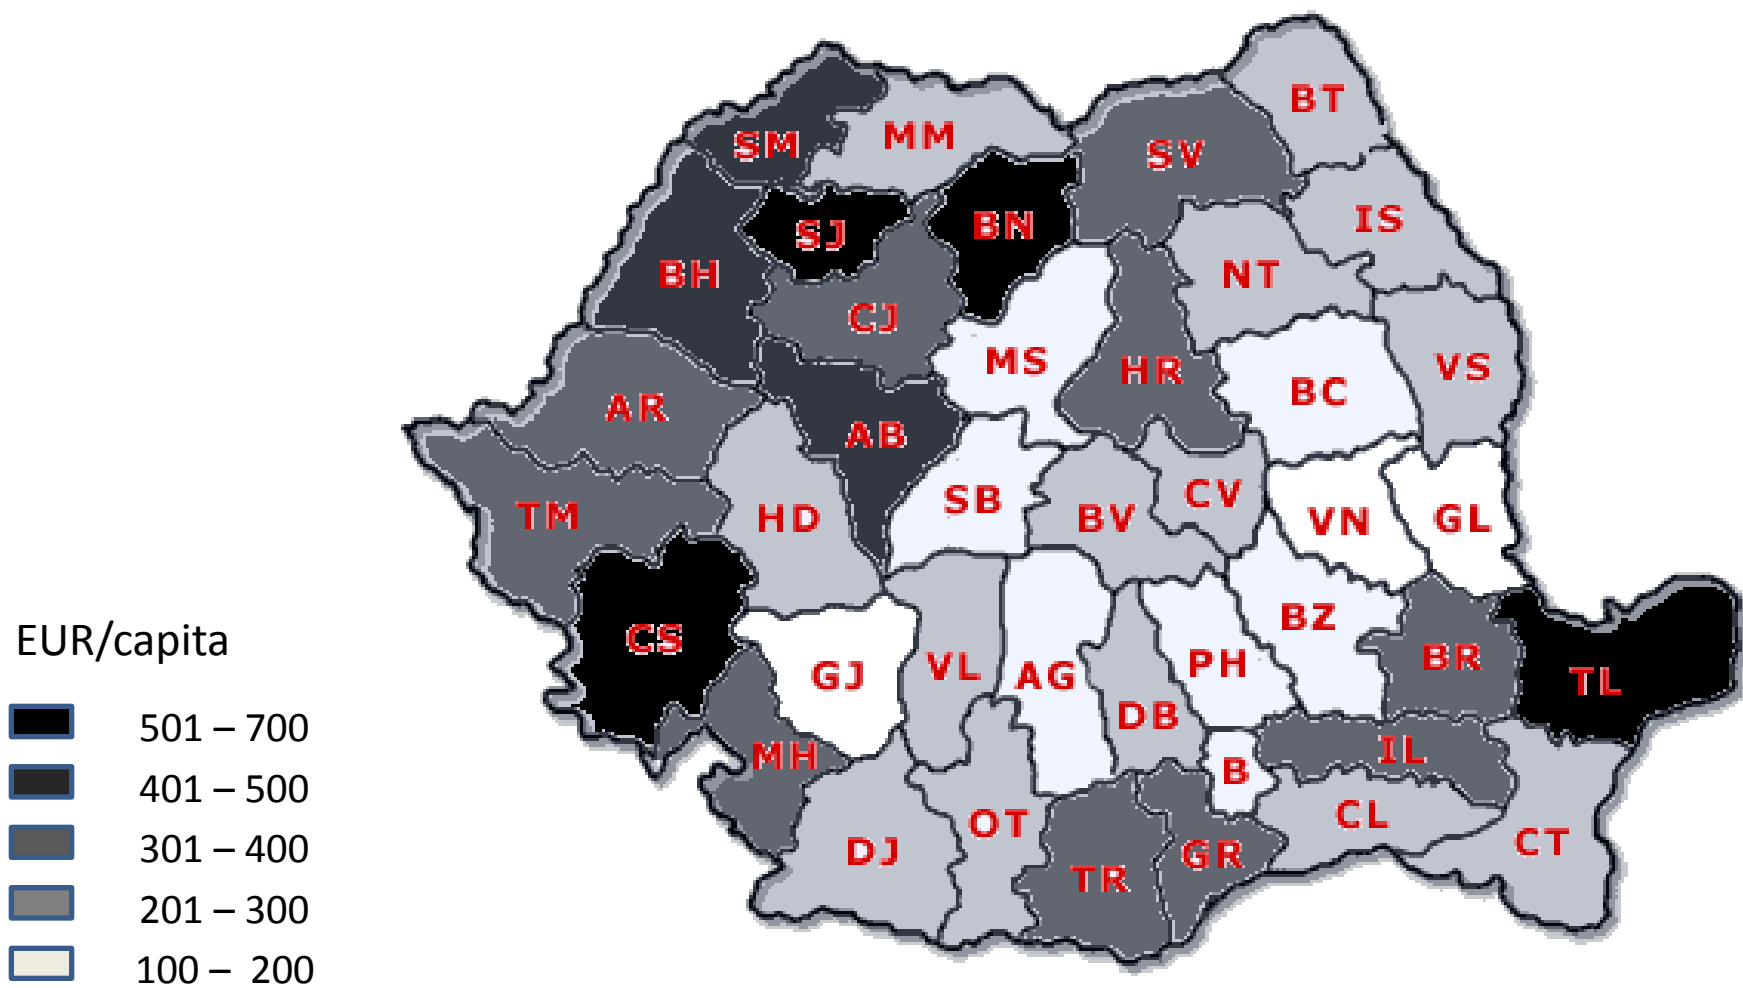 BT
SM
MM
SV
IS
SJ
BN
BH
NT
CJ
MS
HR
VS
BC
AR
AB
SB
CV
TM
HD
BV
VN
GL
BZ
EUR/capita
CS
BR
VL
PH
GJ
AG
TL
DB
501 – 700
MH
IL
B
401 – 500
OT
CL
CT
301 – 400
DJ
GR
TR
201 – 300
100 – 200